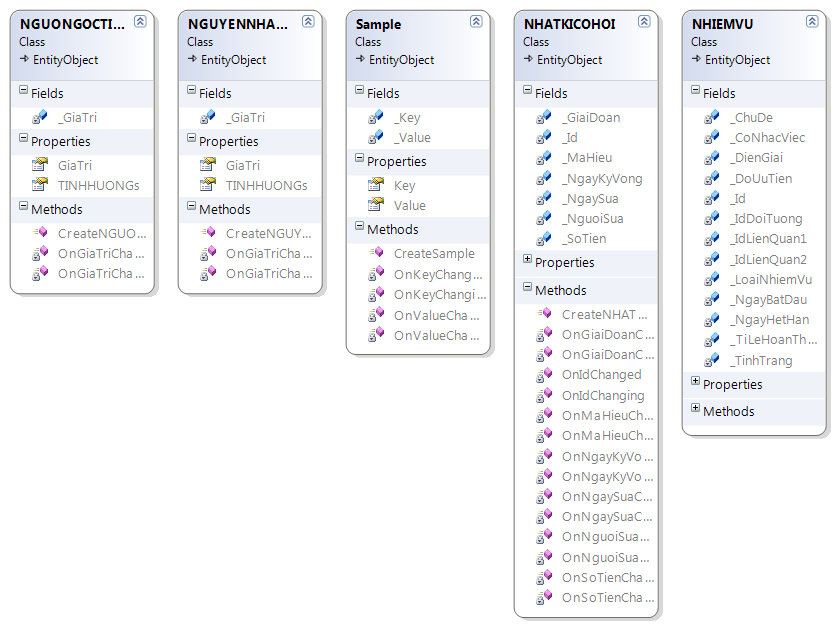 NGUONGOCTI...
Class
EntityObject
Fields
_GiaTri
Properties
GiaTri
TINHHUONGs
Methods
CreateNGUO...
OnGiaTriCha...
OnGiaTriCha...
NGUYENNHA...
Class
EntityObject
Fields
_GiaTri
Properties
GiaTri
TINHHUONGs
Methods
CreateNGUY...
OnGiaTriCha...
OnGiaTriCha...
Sample
Class
EntityObject
Fields
_Key
_Value
Properties
Key
Value
Methods
CreateSample
OnKeyChang...
OnKeyChangi...
OnValueCha...
OnValueCha...
NHATKICOHOI
Class
EntityObject
Fields
_GiaiDoan
_Id
_MaHieu
_NgayKyVong
_NgaySua
_NguoiSua
_SoTien
Properties
Methods
CreateNHAT...
OnGiaiDoanC...
OnGiaiDoanC...
OnIdChanged
OnIdChanging
OnMaHieuCh...
OnMaHieuCh...
OnNgayKyVo...
OnNgayKyVo...
OnNgaySuaC...
OnNgaySuaC...
OnNguoiSua...
OnNguoiSua...
OnSoTienCha...
OnSoTienCha...
NHIEMVU
Class
EntityObject
Fields
_ChuDe
_CoNhacViec
_DienGiai
_DoUuTien
_Id
_IdDoiTuong
_IdLienQuan1
_IdLienQuan2
_LoaiNhiemVu
_NgayBatDau
_NgayHetHan
_TiLeHoanTh...
_TinhTrang
Properties
Methods